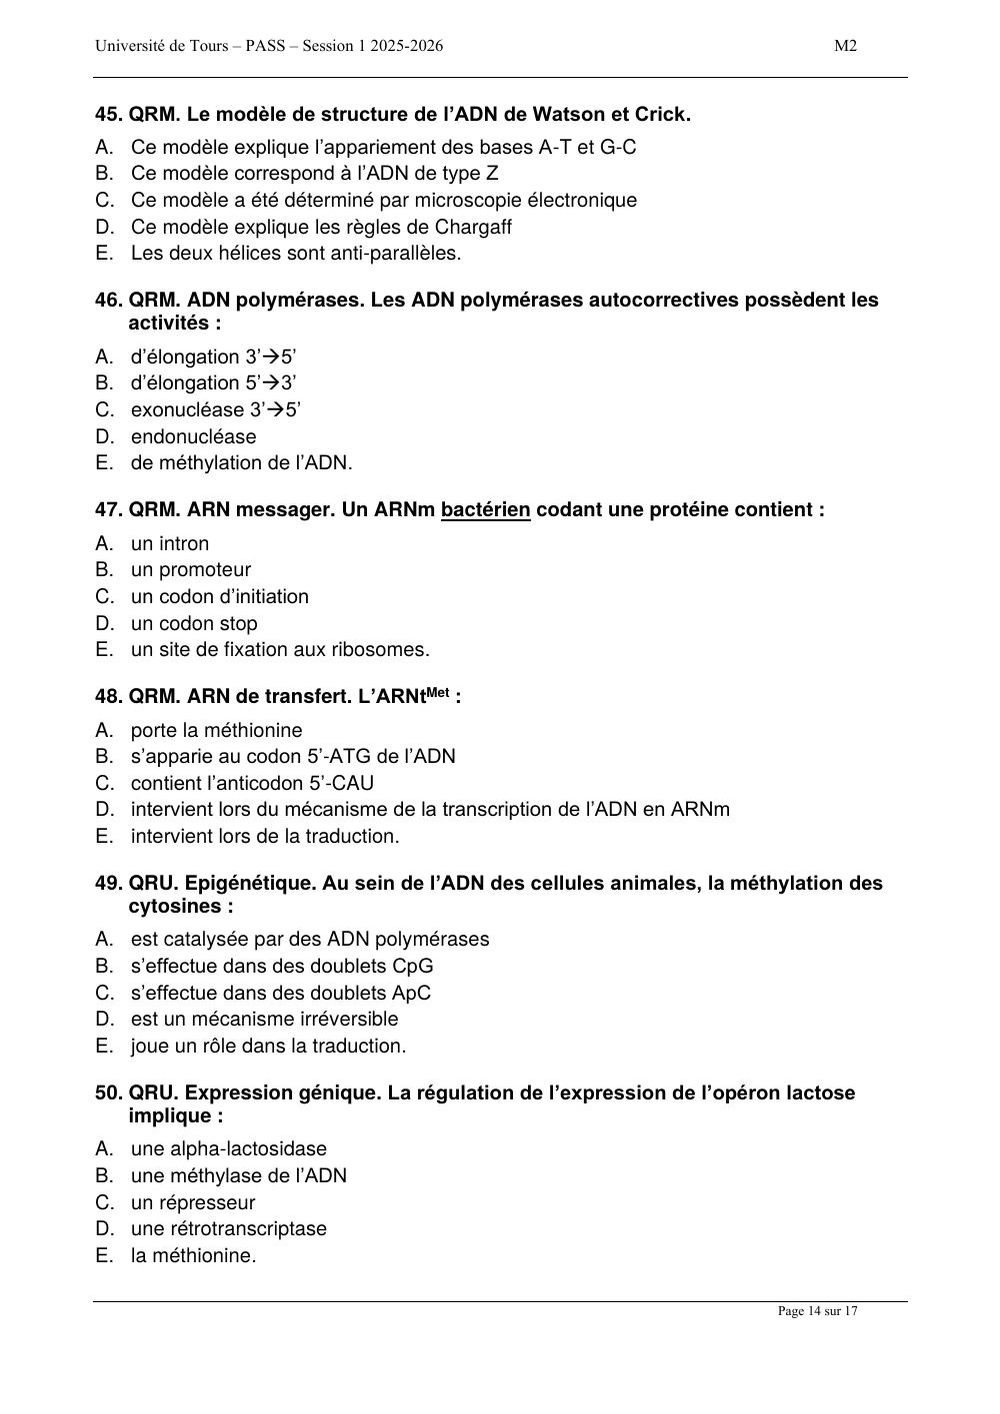 Université de Tours – PASS – Session 1 2025-2026 M2
45. QRM. Le modèle de structure de l’ADN de Watson et Crick.
A. Ce modèle explique l’appariement des bases A-T et G-C
B. Ce modèle correspond à l’ADN de type Z
C. Ce modèle a été déterminé par microscopie électronique
D. Ce modèle explique les règles de Chargaff
E. Les deux hélices sont anti-parallèles.
46. QRM. ADN polymérases. Les ADN polymérases autocorrectives possèdent les
activités :
A. d’élongation 3’→5’
B. d’élongation 5’→3’
C. exonucléase 3’→5’
D. endonucléase
E. de méthylation de l’ADN.
47. QRM. ARN messager. Un ARNm bactérien codant une protéine contient :
A. un intron
B. un promoteur
C. un codon d’initiation
D. un codon stop
E. un site de fixation aux ribosomes.
48. QRM. ARN de transfert. L’ARNtMet :
A. porte la méthionine
B. s’apparie au codon 5’-ATG de l’ADN
C. contient l’anticodon 5’-CAU
D. intervient lors du mécanisme de la transcription de l’ADN en ARNm
E. intervient lors de la traduction.
49. QRU. Epigénétique. Au sein de l’ADN des cellules animales, la méthylation des
cytosines :
A. est catalysée par des ADN polymérases
B. s’effectue dans des doublets CpG
C. s’effectue dans des doublets ApC
D. est un mécanisme irréversible
E. joue un rôle dans la traduction.
50. QRU. Expression génique. La régulation de l’expression de l’opéron lactose
implique :
A. une alpha-lactosidase
B. une méthylase de l’ADN
C. un répresseur
D. une rétrotranscriptase
E. la méthionine.
Page 14 sur 17